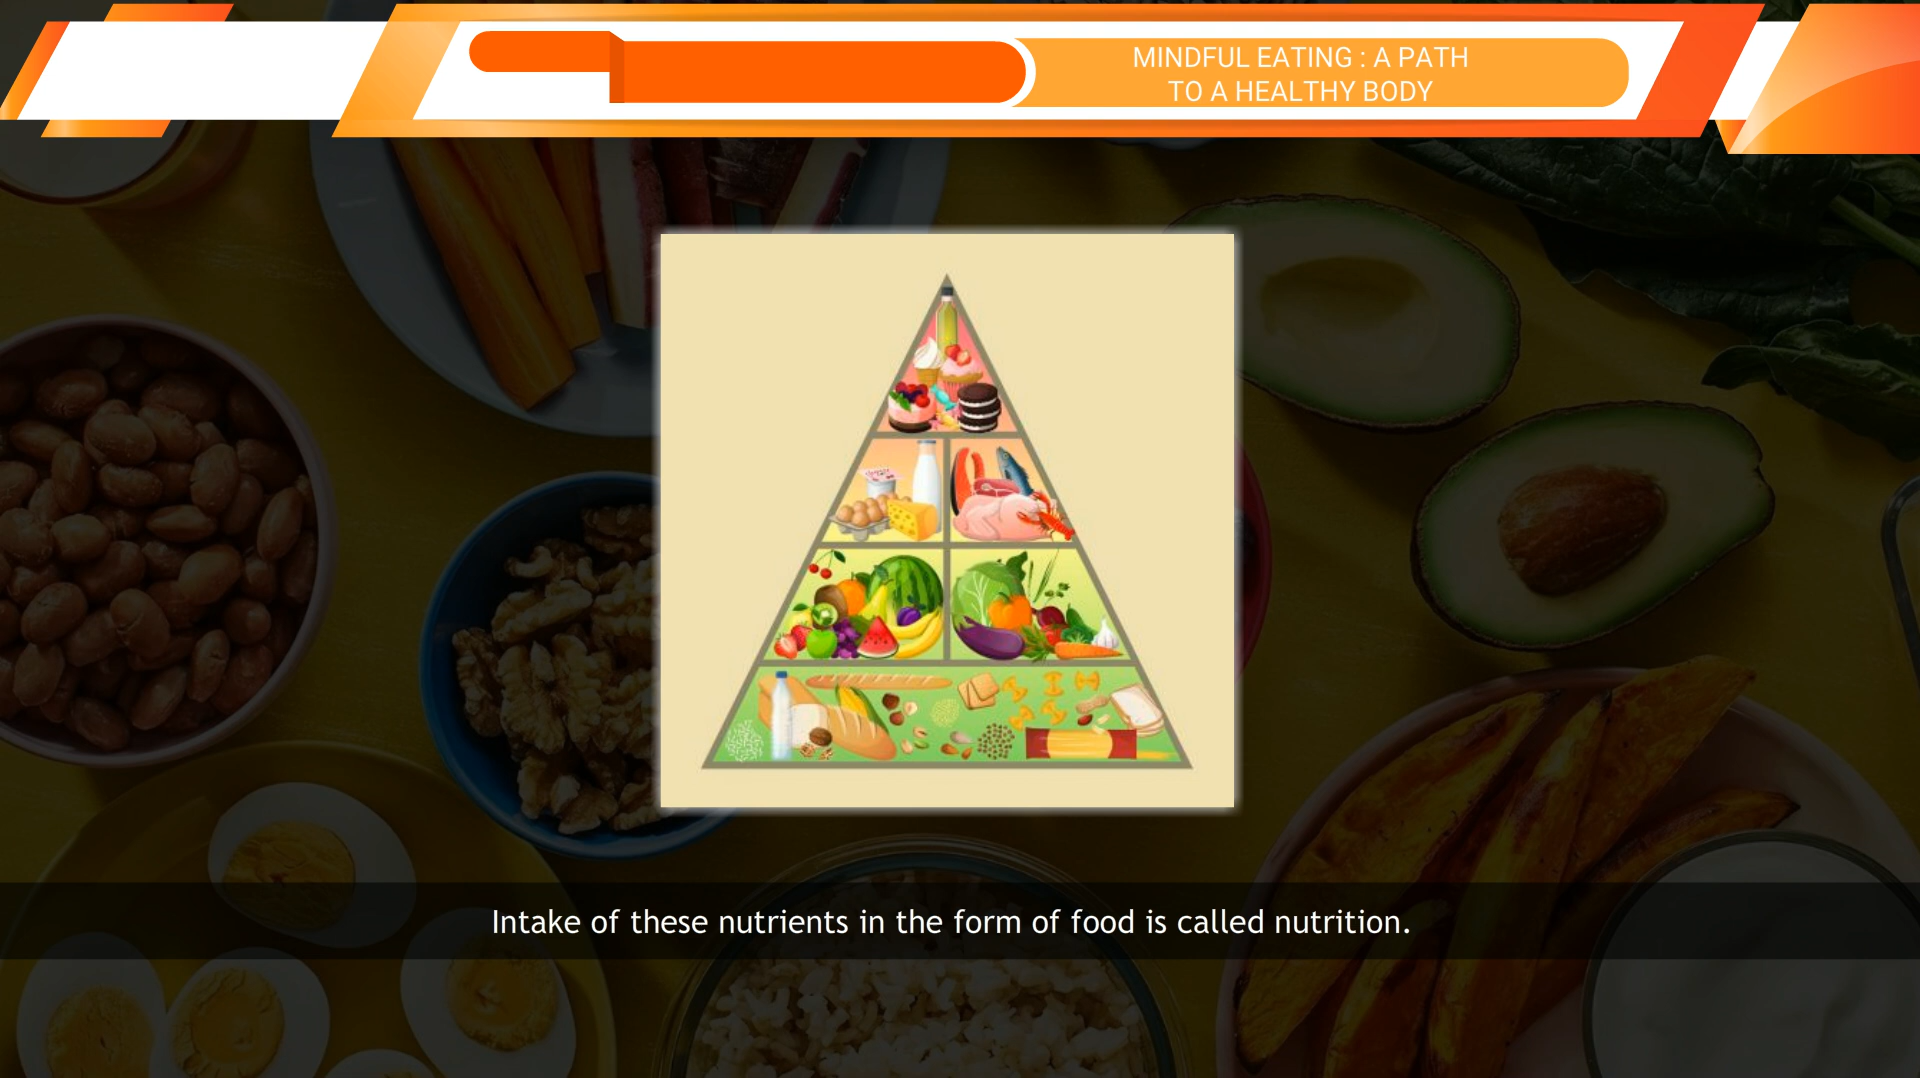 MINDFUL EATING : A PATH
TO A HEALTHY BODY
Intake of these nutrients in the form of food is called nutrition.